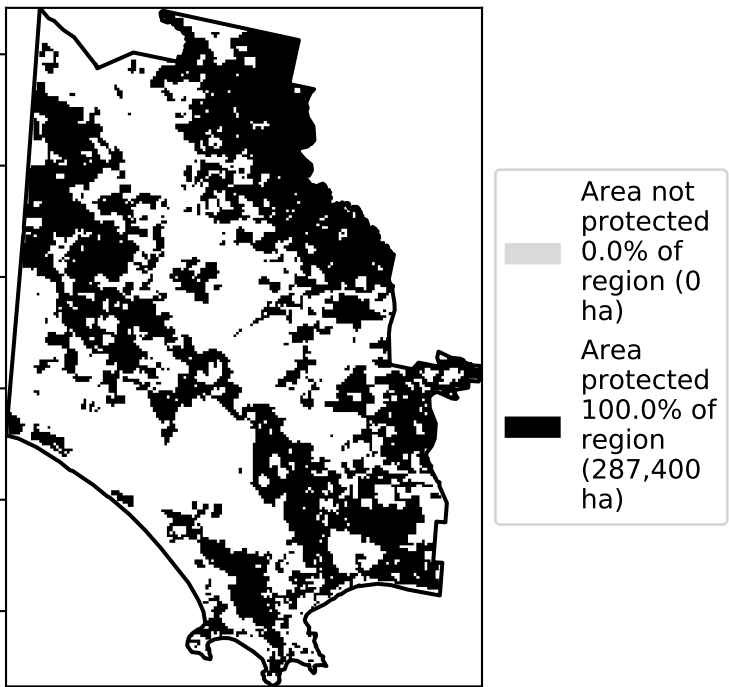 Area not
protected
0.0% of
region (0
ha)
Area
protected
100.0% of
region
(287,400
ha)